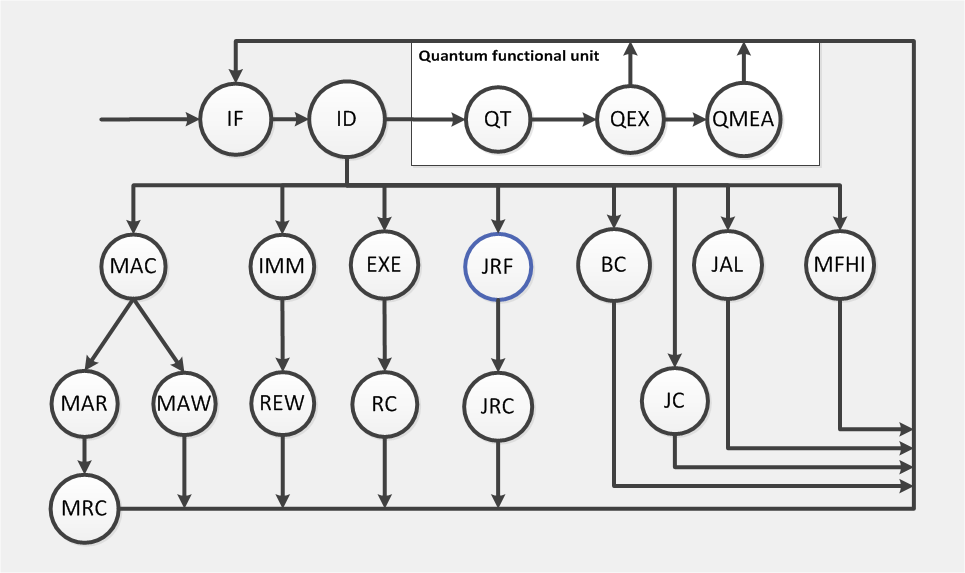 Quantum functional unit
IF
ID
QT
QEX
QMEA
MAC
IMM
EXE
JRF
BC
JAL
MFHI
MAR
MAW
REW
RC
JRC
JC
MRC